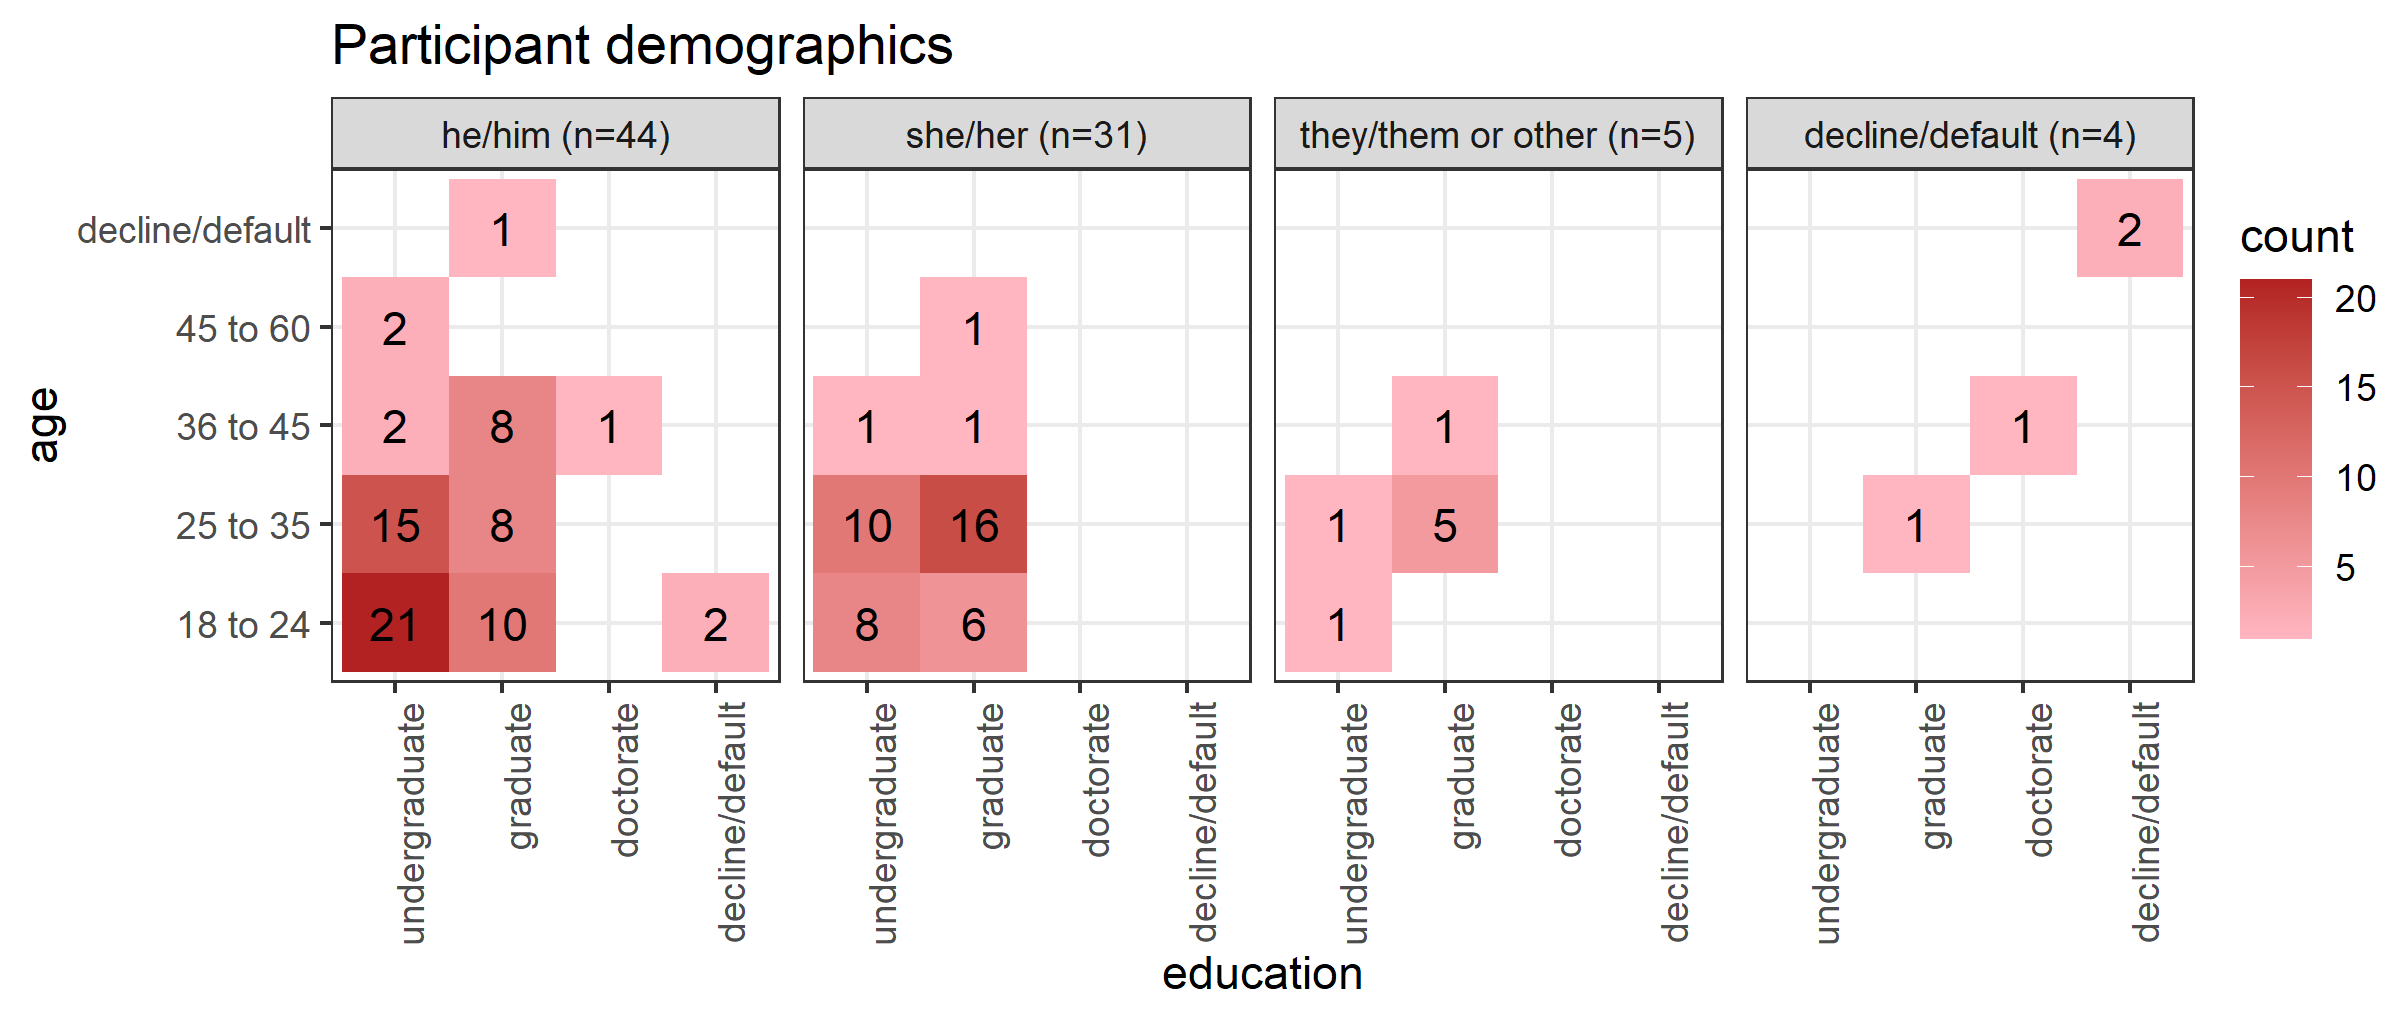 Participant demographics
he/him (n=44)
she/her (n=31)
they/them or other (n=5)
decline/default (n=4)
age
decline/default
45 to 60
36 to 45
25 to 35
18 to 24
1
2
2 8 1
15 8
21 10 2
1
1 1
10 16
8 6
1
1 5
1
2
1
1
undergraduate
graduate
doctorate
decline/default
undergraduate
graduate
doctorate
decline/default
undergraduate
graduate
doctorate
decline/default
undergraduate
graduate
doctorate
decline/default
education
count
20
15
10
5